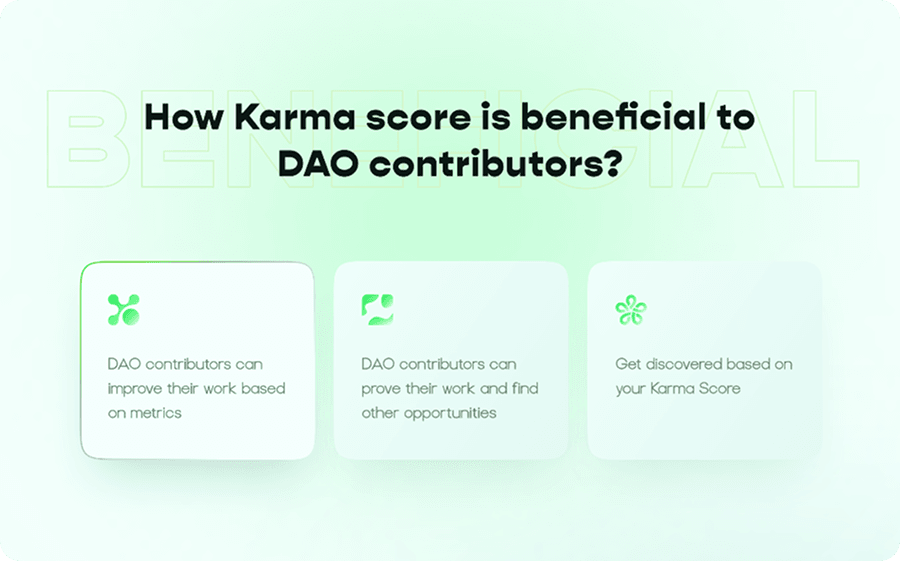 BENEFICIAL
How Karma score is beneficial to
DAO contributors?
DAO contributors can
improve their work based
on metrics
DAO contributors can
prove their work and find
other opportunities
Get discovered based on
your Karma Score